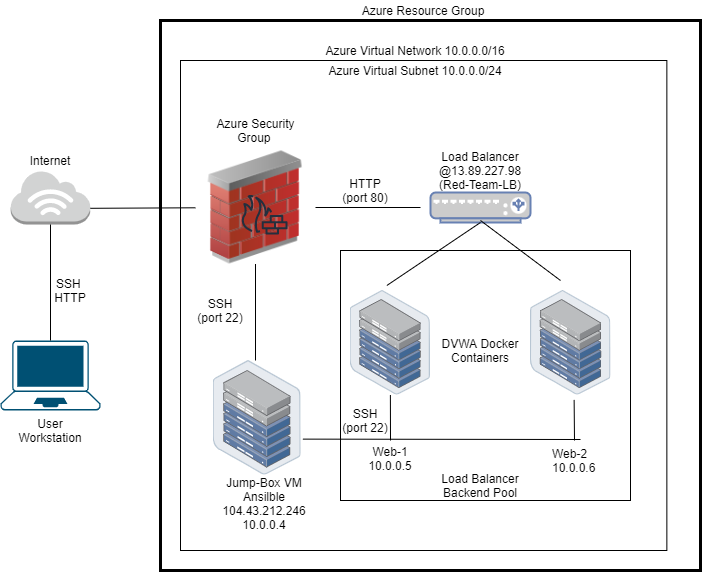 Azure Resource Group
Azure Virtual Network 10.0.0.0/16
Azure Virtual Subnet 10.0.0.0/24
Azure Security
Group
Internet
HTTP
(port 80)
Load Balancer
@13.89.227.98
(Red-Team-LB)
SSH
HTTP
SSH
(port 22)
DVWA Docker
Containers
User
Workstation
SSH
(port 22)
Web-1
10.0.0.5
Web-2
10.0.0.6
Jump-Box VM
Ansilble
104.43.212.246
10.0.0.4
Load Balancer
Backend Pool